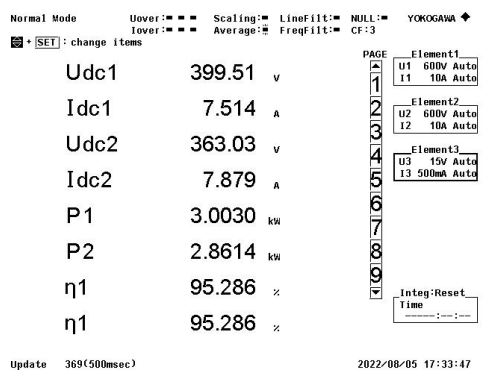 Normal Mode Uover: Scaling: LineFilt: NULL: YOKOGAWA
Iover: Average: FreqFilt: CF:3
+ SET : change items
PAGE
Udc1 399.51 V
Idc1 7.514 A
Udc2 363.03 V
Idc2 7.879 A
P1 3.0030 kW
P2 2.8614 kW
η1 95.286 %
η1 95.286 %
1
2
3
4
5
6
7
8
9
Element1
U1 600V Auto
I1 10A Auto
Element2
U2 600V Auto
I2 10A Auto
Element3
U3 15V Auto
I3 500mA Auto
Integ:Reset
Time
-----:--:--
Update 369(500msec) 2022/08/05 17:33:47